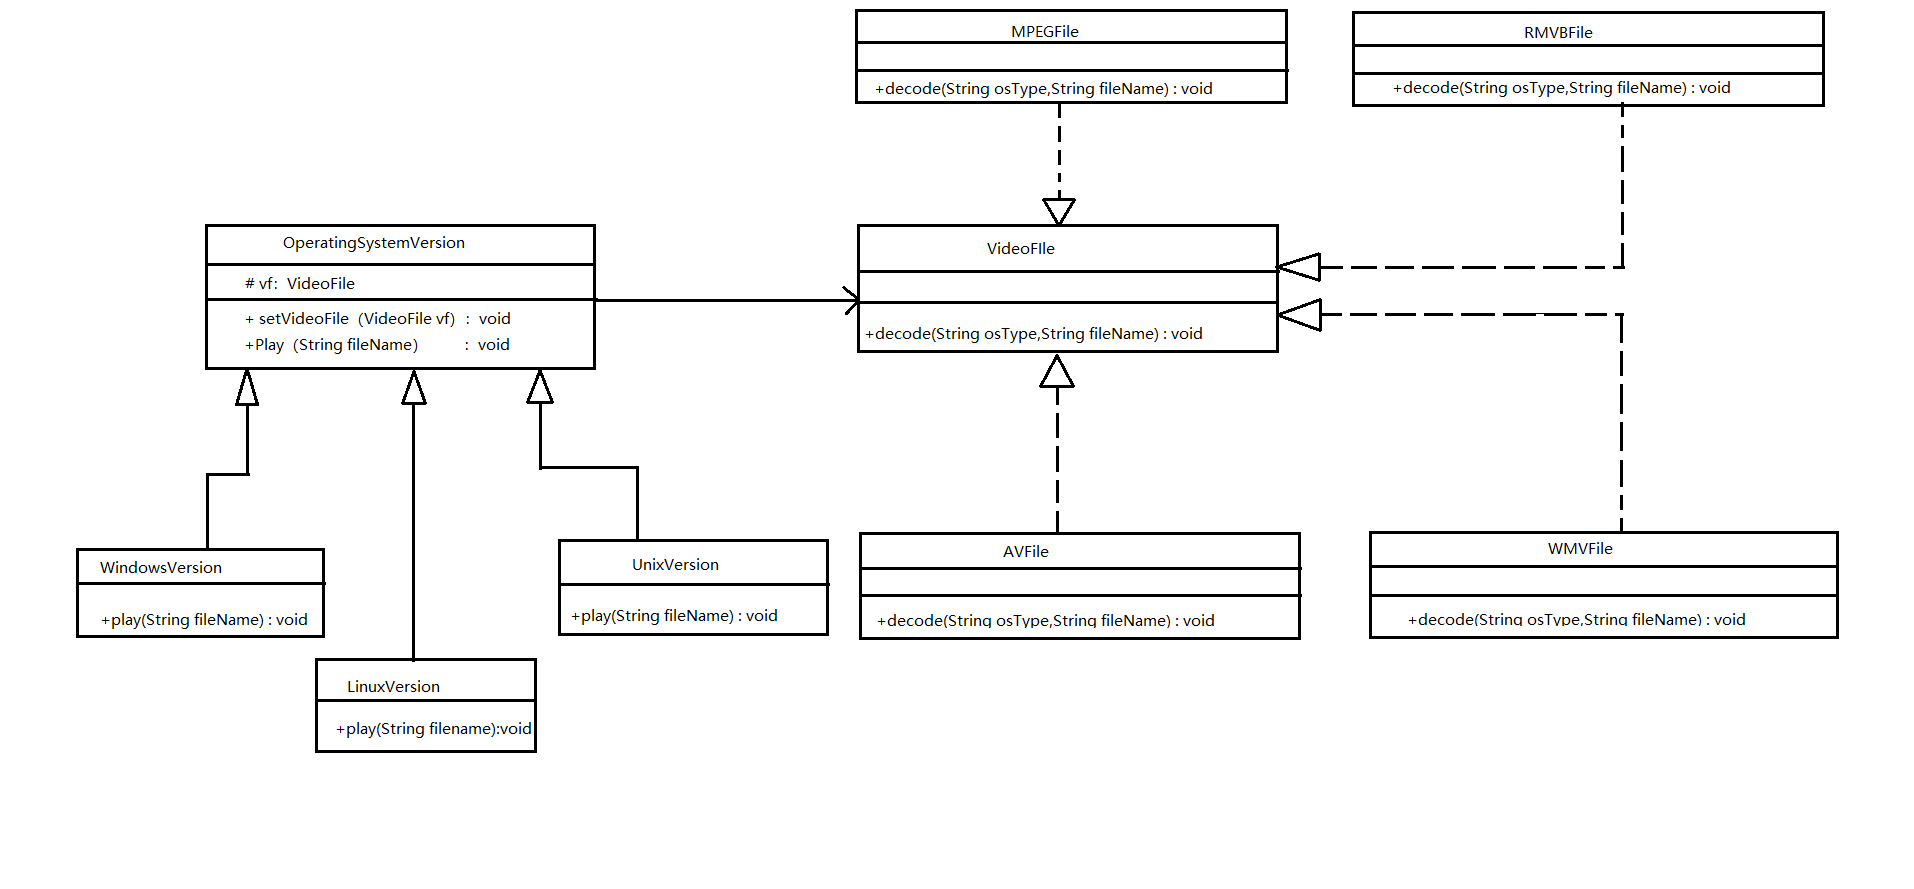 MPEGFile
+decode(String osType,String fileName) : void
RMVBFile
+decode(String osType,String fileName) : void
OperatingSystemVersion
# vf: VideoFile
+ setVideoFile (VideoFile vf) : void
+Play (String fileName) : void
VideoFIle
+decode(String osType,String fileName) : void
WindowsVersion
+play(String fileName) : void
UnixVersion
+play(String fileName) : void
LinuxVersion
+play(String filename):void
AVFile
+decode(String osType,String fileName) : void
WMVFile
+decode(String osType,String fileName) : void